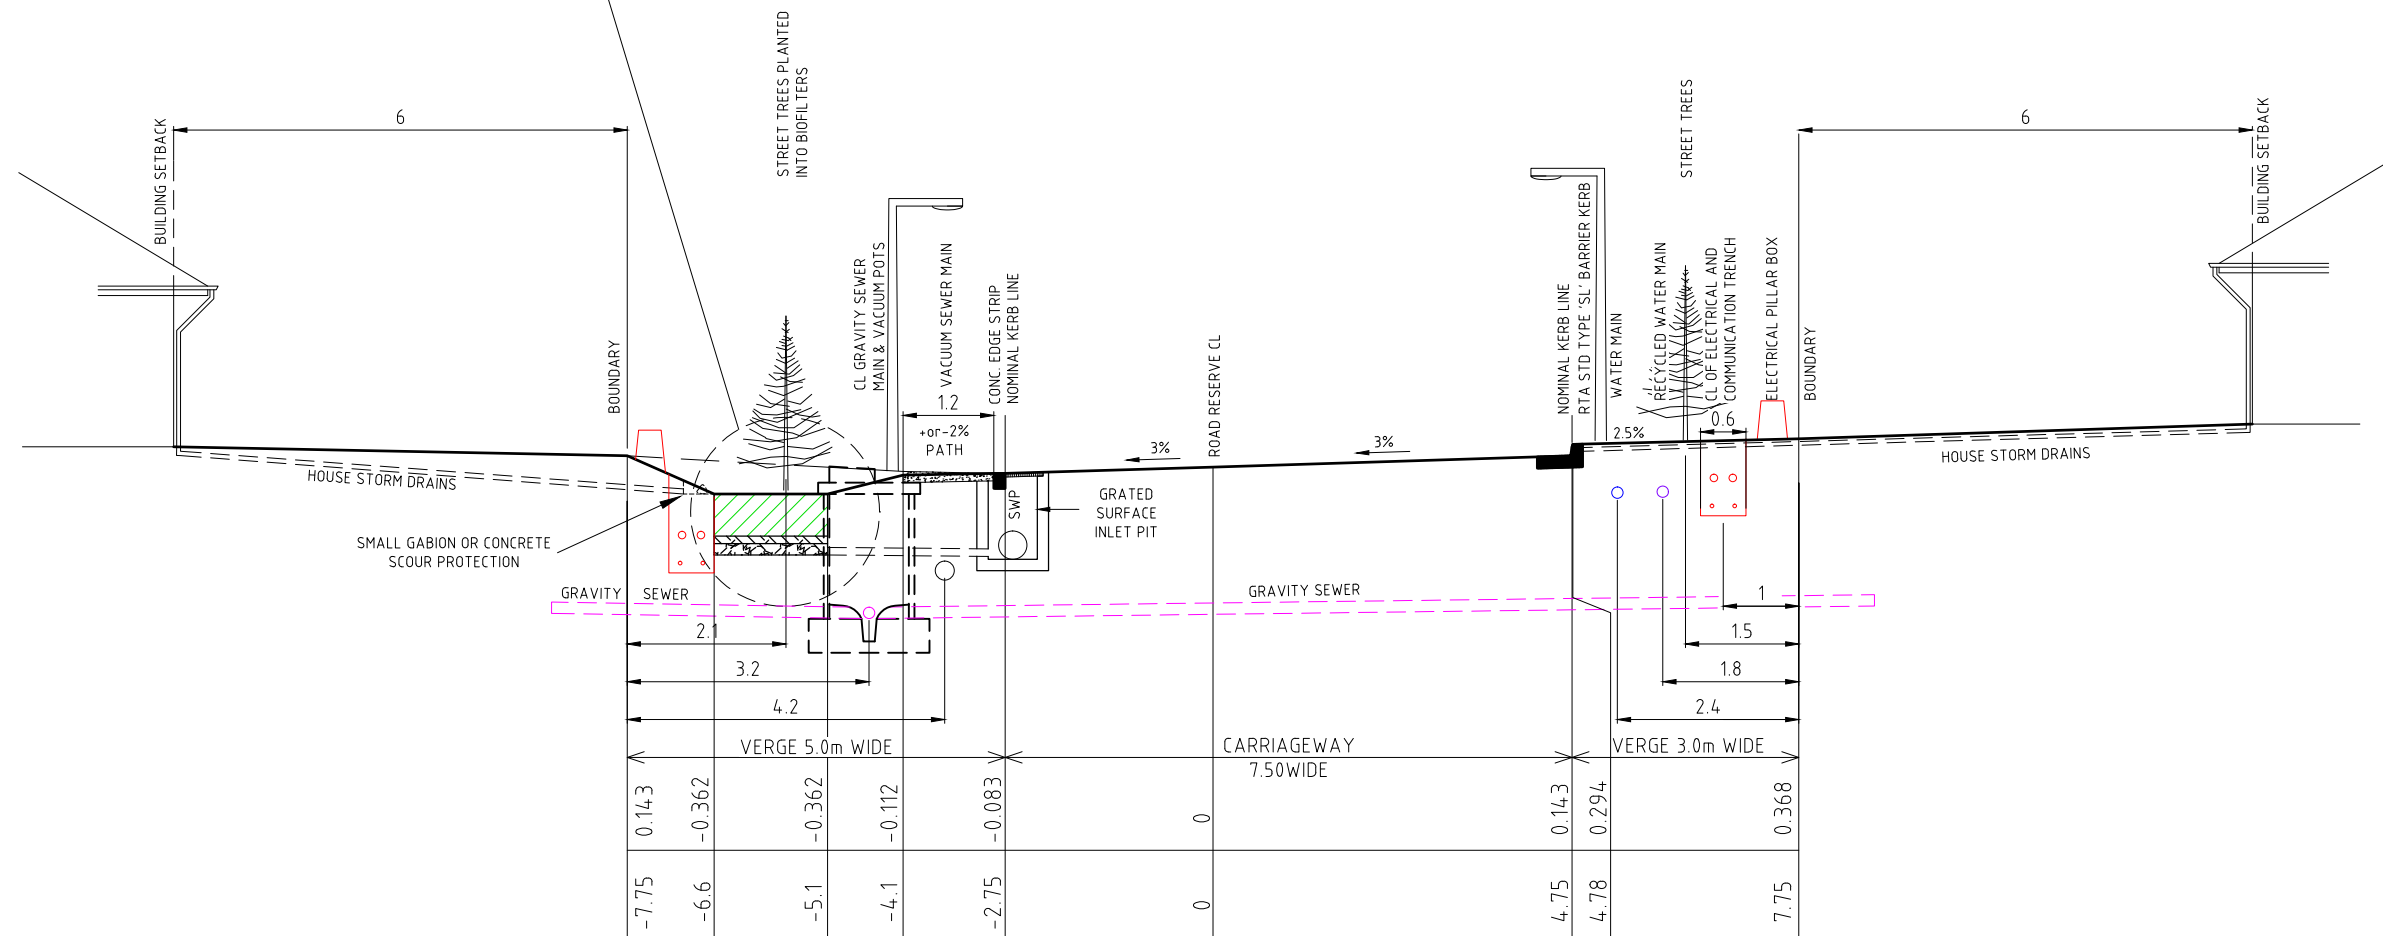 STREET TREES PLANTED
INTO BIOFILTERS
STREET TREES
6
6
BUILDING SETBACK
BUILDING SETBACK
BOUNDARY
CL GRAVITY SEWER
MAIN & VACUUM POTS
VACUUM SEWER MAIN
CONC. EDGE STRIP
NOMINAL KERB LINE
ROAD RESERVE CL
NOMINAL KERB LINE
RTA STD TYPE 'SL' BARRIER KERB
WATER MAIN
RECYCLED WATER MAIN
CL OF ELECTRICAL AND
COMMUNICATION TRENCH
ELECTRICAL PILLAR BOX
BOUNDARY
1.2
+or-2%
PATH
3%
3%
2.5%
0.6
HOUSE STORM DRAINS
HOUSE STORM DRAINS
SWP
GRATED
SURFACE
INLET PIT
SMALL GABION OR CONCRETE
SCOUR PROTECTION
GRAVITY SEWER
GRAVITY SEWER
1
2.1
1.5
3.2
1.8
4.2
2.4
VERGE 5.0m WIDE
CARRIAGEWAY
7.50WIDE
VERGE 3.0m WIDE
0.143
-0.362
-0.362
-0.112
-0.083
0
0.143
0.294
0.368
-7.75
-6.6
-5.1
-4.1
-2.75
0
4.75
4.78
7.75